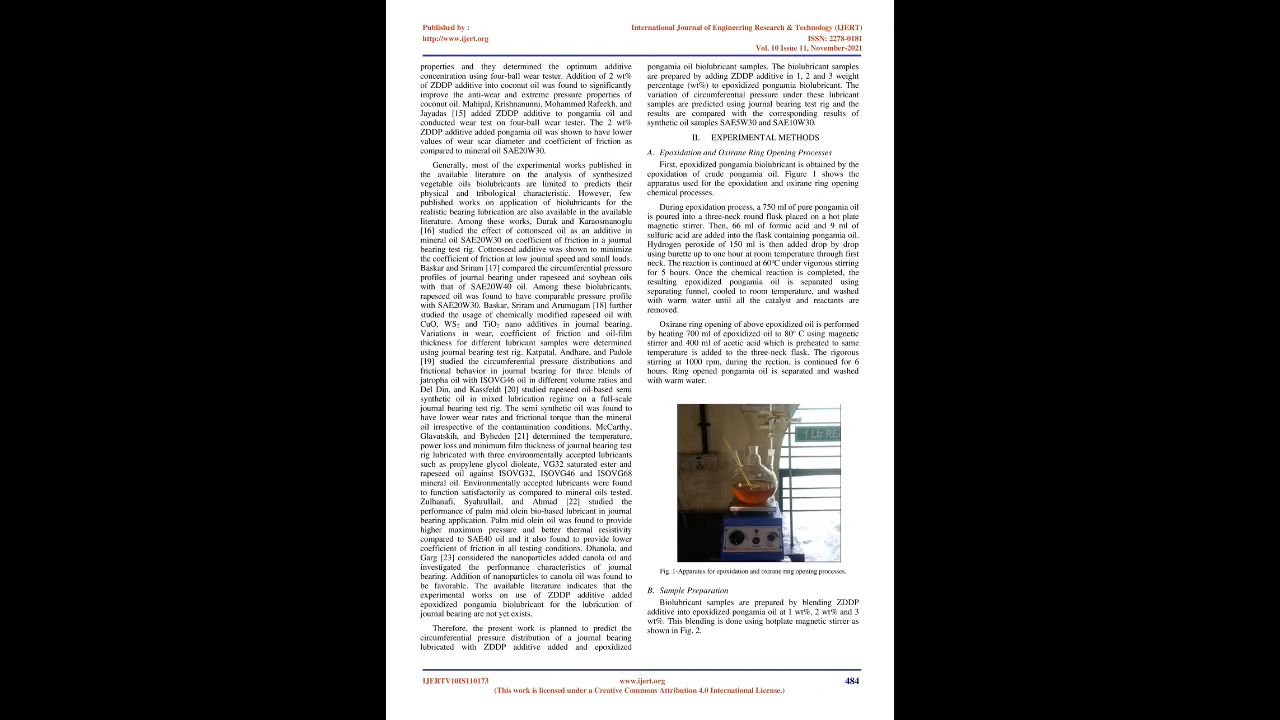 Published by :
http://www.ijert.org
International Journal of Engineering Research & Technology (IJERT)
ISSN: 2278-0181
Vol. 10 Issue 11, November-2021
properties and they determined the optimum additive
concentration using four-ball wear tester. Addition of 2 wt%
of ZDDP additive into coconut oil was found to significantly
improve the anti-wear and extreme pressure properties of
coconut oil. Mahipal, Krishnanunni, Mohammed Rafeekh, and
Jayadas [15] added ZDDP additive to pongamia oil and
conducted wear test on four-ball wear tester. The 2 wt%
ZDDP additive added pongamia oil was shown to have lower
values of wear scar diameter and coefficient of friction as
compared to mineral oil SAE20W30.
Generally, most of the experimental works published in
the available literature on the analysis of synthesized
vegetable oils biolubricants are limited to predicts their
physical and tribological characteristic. However, few
published works on application of biolubricants for the
realistic bearing lubrication are also available in the available
literature. Among these works, Durak and Karaosmanoglu
[16] studied the effect of cottonseed oil as an additive in
mineral oil SAE20W30 on coefficient of friction in a journal
bearing test rig. Cottonseed additive was shown to minimize
the coefficient of friction at low journal speed and small loads.
Baskar and Sriram [17] compared the circumferential pressure
profiles of journal bearing under rapeseed and soybean oils
with that of SAE20W40 oil. Among these biolubricants,
rapeseed oil was found to have comparable pressure profile
with SAE20W30. Baskar, Sriram and Arumugam [18] further
studied the usage of chemically modified rapeseed oil with
CuO, WS2 and TiO2 nano additives in journal bearing.
Variations in wear, coefficient of friction and oil-film
thickness for different lubricant samples were determined
using journal bearing test rig. Katpatal, Andhare, and Padole
[19] studied the circumferential pressure distributions and
frictional behavior in journal bearing for three blends of
jatropha oil with ISOVG46 oil in different volume ratios and
Del Din, and Kassfeldt [20] studied rapeseed oil-based semi
synthetic oil in mixed lubrication regime on a full-scale
journal bearing test rig. The semi synthetic oil was found to
have lower wear rates and frictional torque than the mineral
oil irrespective of the contamination conditions. McCarthy,
Glavatskih, and Byheden [21] determined the temperature,
power loss and minimum film thickness of journal bearing test
rig lubricated with three environmentally accepted lubricants
such as propylene glycol dioleate, VG32 saturated ester and
rapeseed oil against ISOVG32, ISOVG46 and ISOVG68
mineral oil. Environmentally accepted lubricants were found
to function satisfactorily as compared to mineral oils tested.
Zulhanafi, Syahrullail, and Ahmad [22] studied the
performance of palm mid olein bio-based lubricant in journal
bearing application. Palm mid olein oil was found to provide
higher maximum pressure and better thermal resistivity
compared to SAE40 oil and it also found to provide lower
coefficient of friction in all testing conditions. Dhanola, and
Garg [23] considered the nanoparticles added canola oil and
investigated the performance characteristics of journal
bearing. Addition of nanoparticles to canola oil was found to
be favorable. The available literature indicates that the
experimental works on use of ZDDP additive added
epoxidized pongamia biolubricant for the lubrication of
journal bearing are not yet exists.
Therefore, the present work is planned to predict the
circumferential pressure distribution of a journal bearing
lubricated with ZDDP additive added and epoxidized
pongamia oil biolubricant samples. The biolubricant samples
are prepared by adding ZDDP additive in 1, 2 and 3 weight
percentage (wt%) to epoxidized pongamia biolubricant. The
variation of circumferential pressure under these lubricant
samples are predicted using journal bearing test rig and the
results are compared with the corresponding results of
synthetic oil samples SAE5W30 and SAE10W30.
II. EXPERIMENTAL METHODS
A. Epoxidation and Oxirane Ring Opening Processes
First, epoxidized pongamia biolubricant is obtained by the
epoxidation of crude pongamia oil. Figure 1 shows the
apparatus used for the epoxidation and oxirane ring opening
chemical processes.
During epoxidation process, a 750 ml of pure pongamia oil
is poured into a three-neck round flask placed on a hot plate
magnetic stirrer. Then, 66 ml of formic acid and 9 ml of
sulfuric acid are added into the flask containing pongamia oil.
Hydrogen peroxide of 150 ml is then added drop by drop
using burette up to one hour at room temperature through first
neck. The reaction is continued at 60°C under vigorous stirring
for 5 hours. Once the chemical reaction is completed, the
resulting epoxidized pongamia oil is separated using
separating funnel, cooled to room temperature, and washed
with warm water until all the catalyst and reactants are
removed.
Oxirane ring opening of above epoxidized oil is performed
by heating 700 ml of epoxidized oil to 80° C using magnetic
stirrer and 400 ml of acetic acid which is preheated to same
temperature is added to the three-neck flask. The rigorous
stirring at 1000 rpm, during the rection, is continued for 6
hours. Ring opened pongamia oil is separated and washed
with warm water.
1 Ltr RE
Fig. 1-Apparatus for epoxidation and oxirane ring opening processes.
B. Sample Preparation
Biolubricant samples are prepared by blending ZDDP
additive into epoxidized pongamia oil at 1 wt%, 2 wt% and 3
wt%. This blending is done using hotplate magnetic stirrer as
shown in Fig. 2.
IJERTV10IS110173
www.ijert.org
484
(This work is licensed under a Creative Commons Attribution 4.0 International License.)